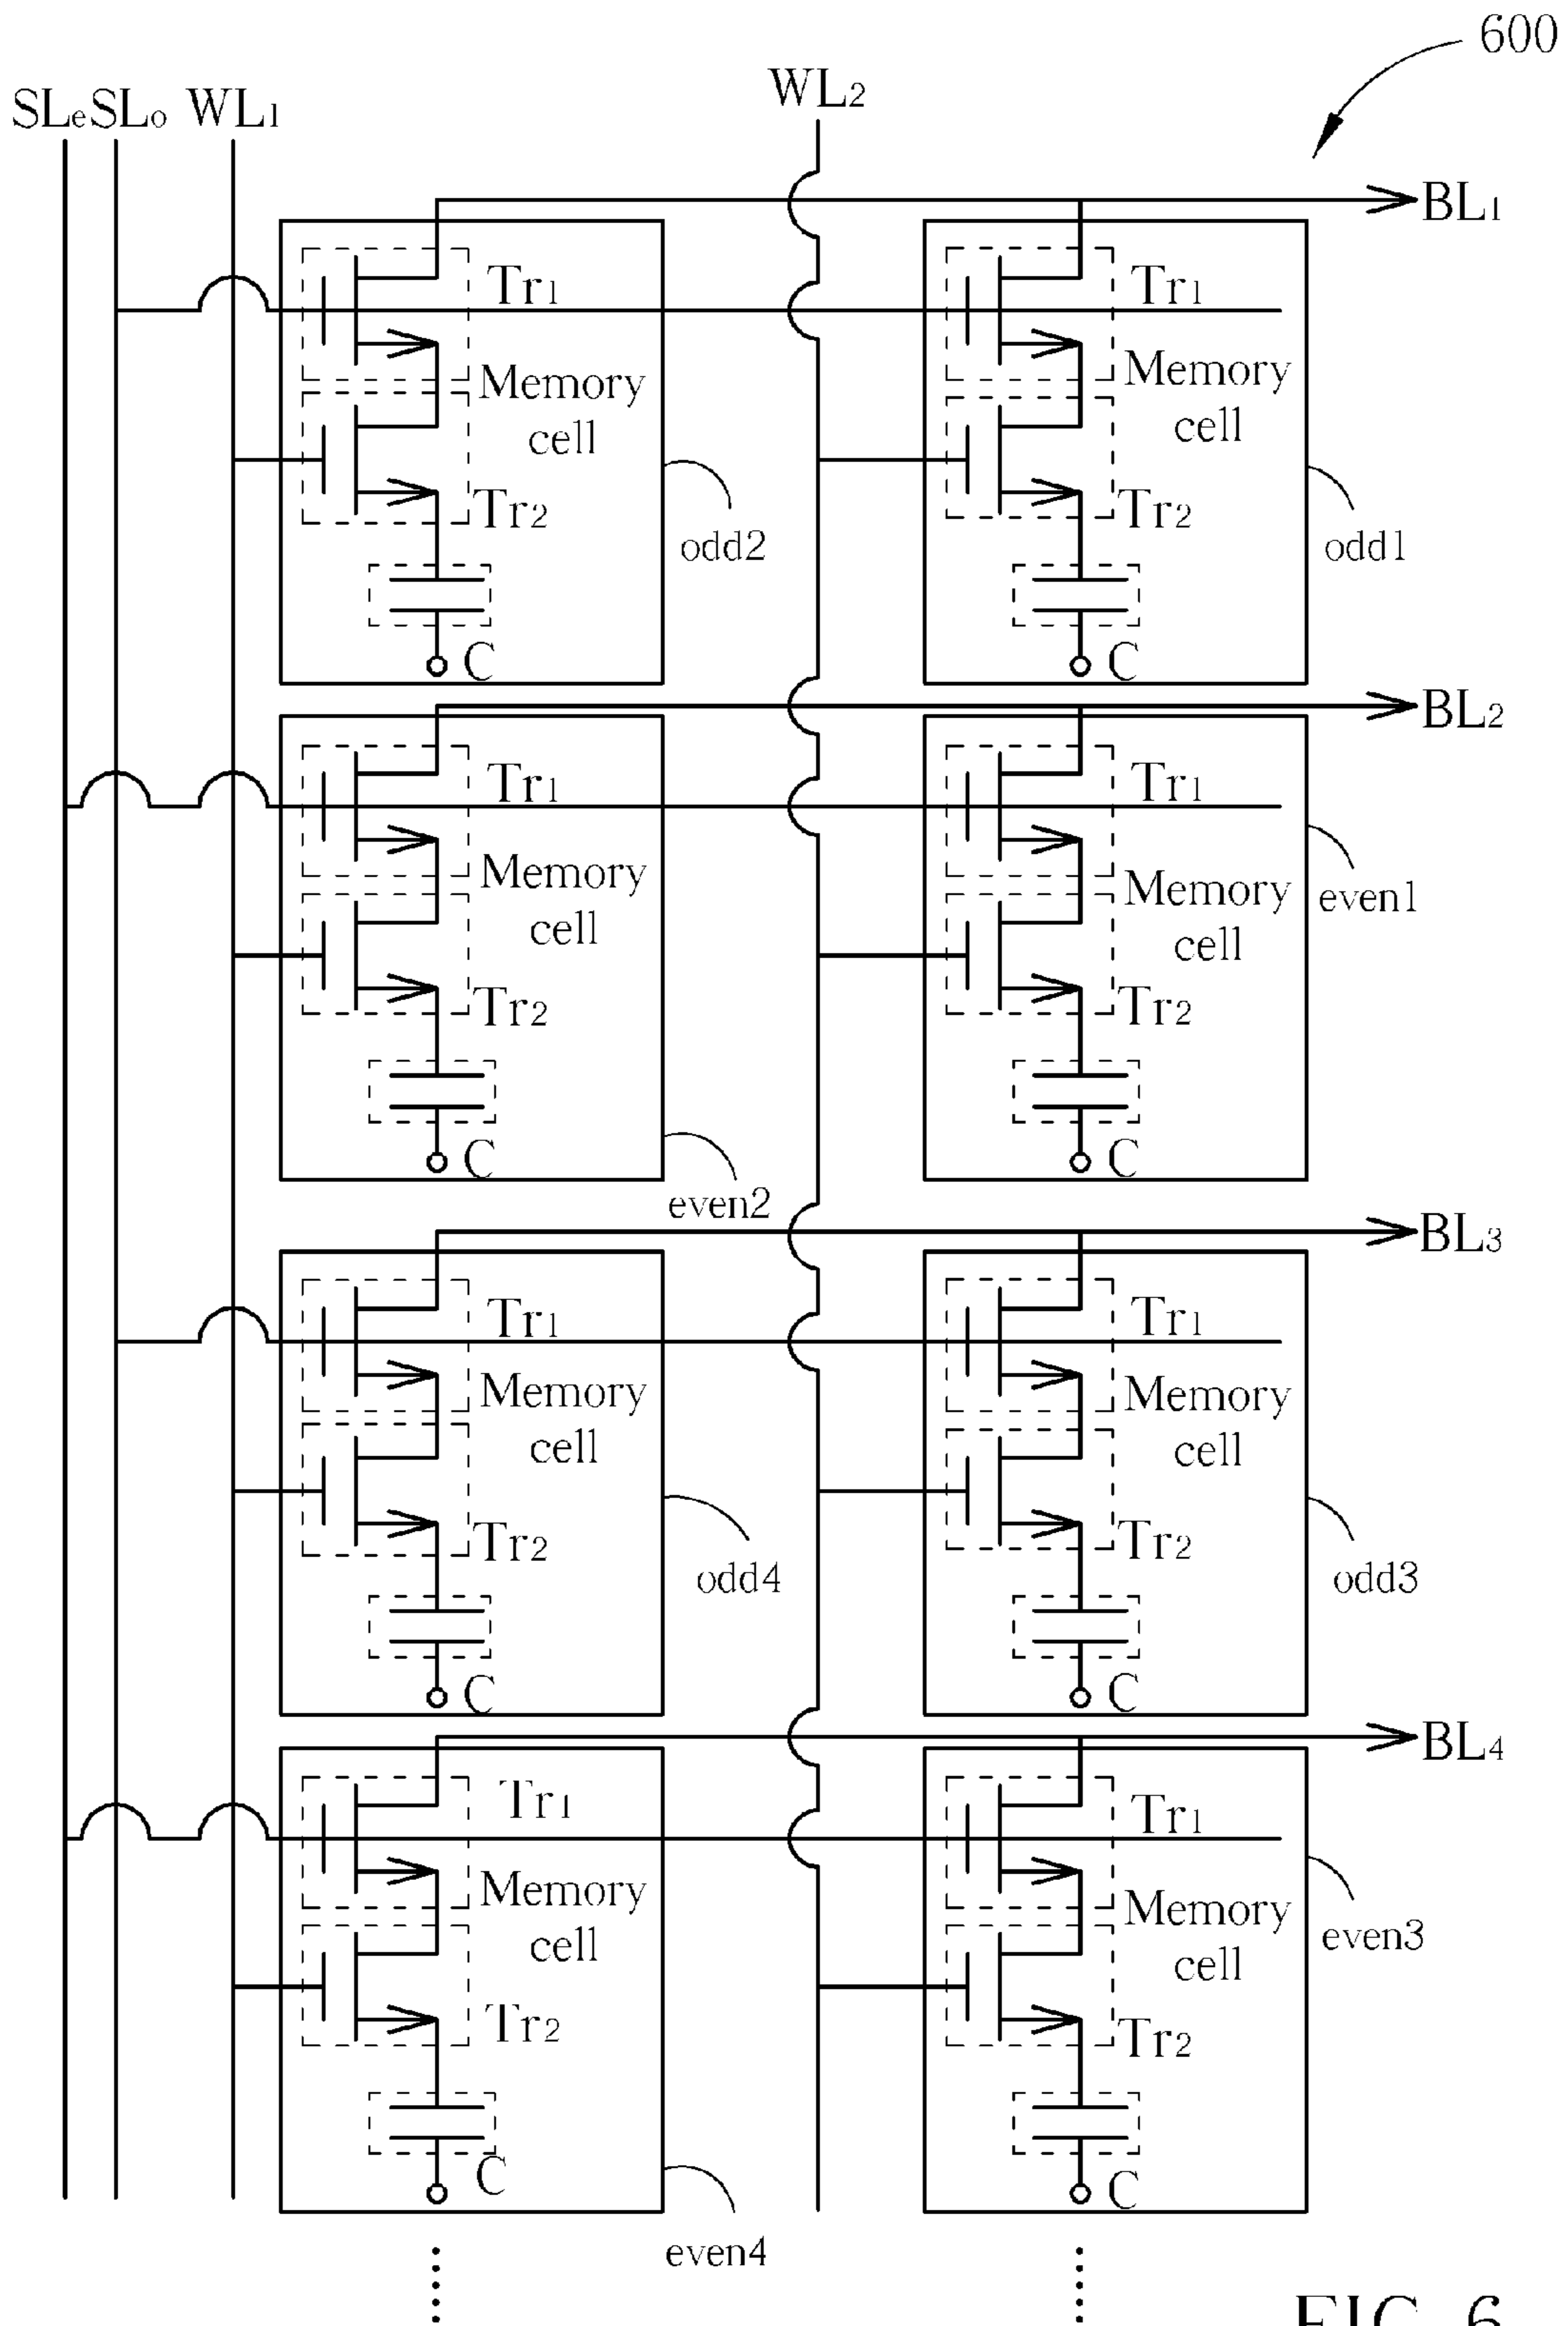 600
SLe SLo WL1 WL2
BL1
Tr1 Tr1
Memory cell Memory cell
Tr2 Tr2
odd2 odd1
C C
BL2
Tr1 Tr1
Memory cell Memory cell
even1
Tr2 Tr2
C C
even2
BL3
Tr1 Tr1
Memory cell Memory cell
Tr2 Tr2
odd4 odd3
C C
BL4
Tr1 Tr1
Memory cell Memory cell
even3
Tr2 Tr2
C C
even4
FIG. 6